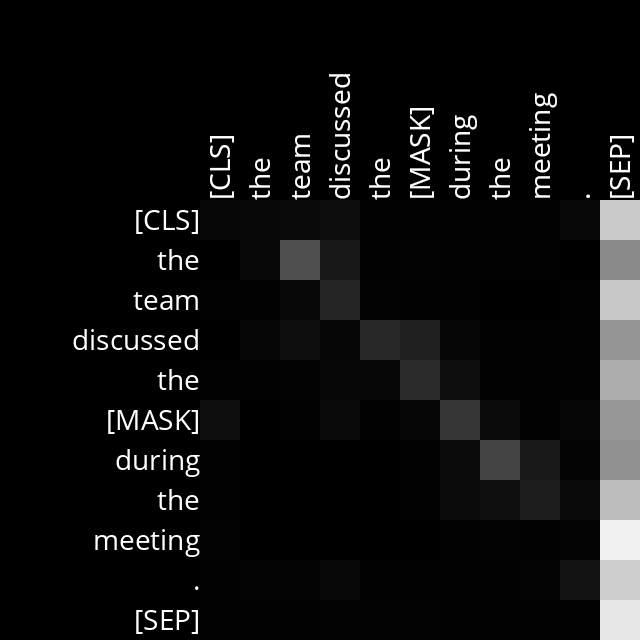 [CLS]
the
team
discussed
the
[MASK]
during
the
meeting
.
[SEP]
[CLS]
the
team
discussed
the
[MASK]
during
the
meeting
.
[SEP]